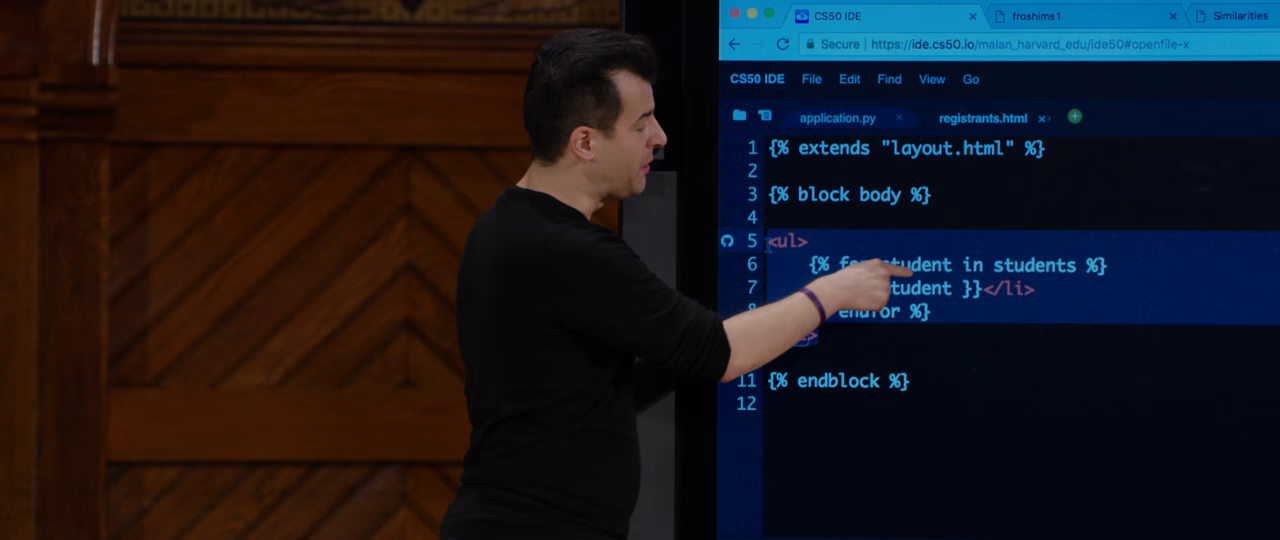 CS50 IDE froshims1 Similarities
Secure https://ide.cs50.io/malan_harvard_edu/ide50#openfile-x
CS50 IDE File Edit Find View Go
application.py registrants.html
1 {% extends "layout.html" %}
2
3 {% block body %}
4
5 <ul>
6 {% for student in students %}
7 student }}</li>
8 endfor %}
>
11 {% endblock %}
12